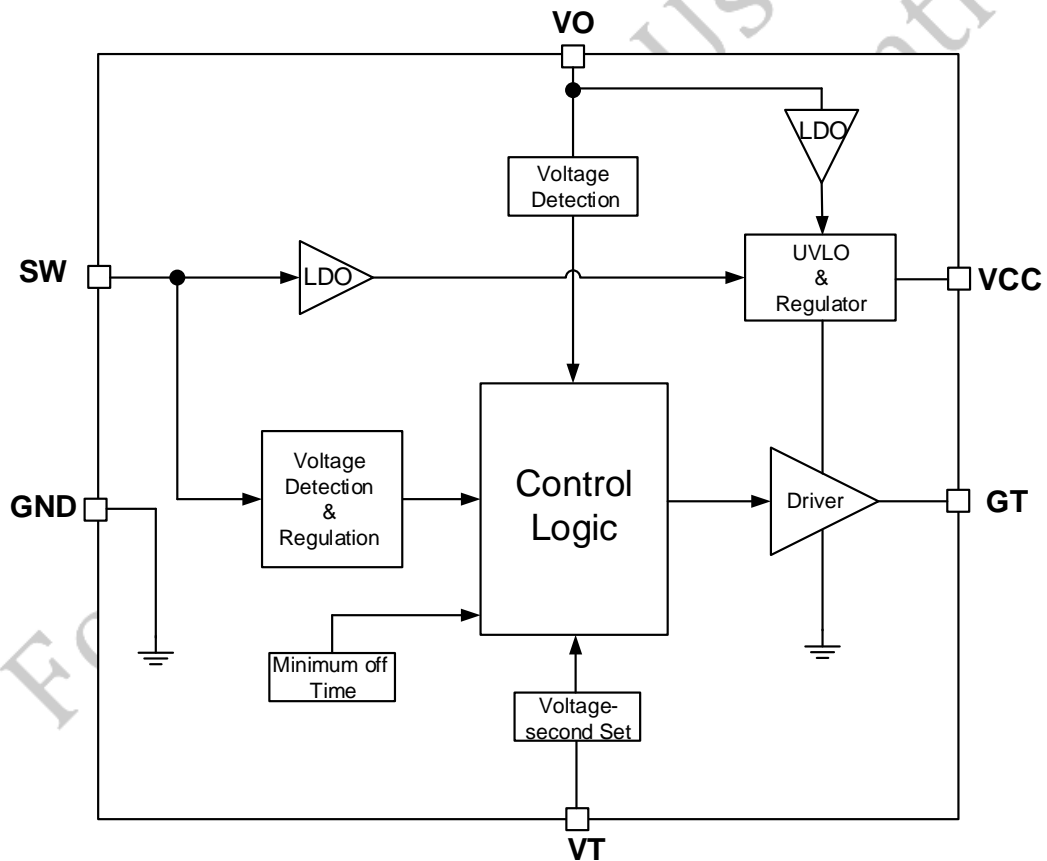 VO
LDO
Voltage
Detection
SW
LDO
UVLO
&
Regulator
VCC
Voltage
Detection
&
Regulation
Control
Logic
Driver
GND
GT
Minimum off
Time
Voltage-
second Set
VT